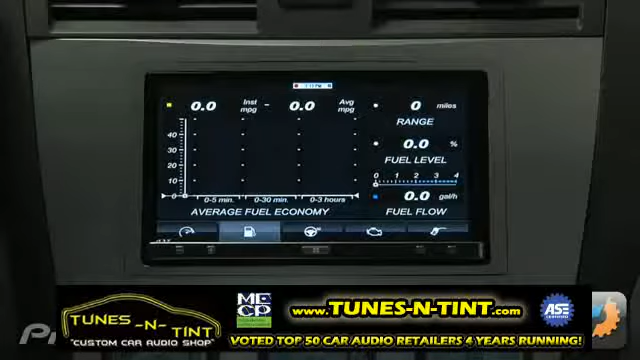 0.0 Inst mpg - 0.0 Avg mpg
0 miles
RANGE
0.0 %
FUEL LEVEL
40
30
20
10
0
0 1 2 3 4
0.0 gal/h
FUEL FLOW
0-5 min. 0-30 min. 0-3 hours
AVERAGE FUEL ECONOMY
TUNES -N- TINT
"CUSTOM CAR AUDIO SHOP"
MECP
www.TUNES-N-TINT.com
ASE
CERTIFIED
VOTED TOP 50 CAR AUDIO RETAILERS 4 YEARS RUNNING!